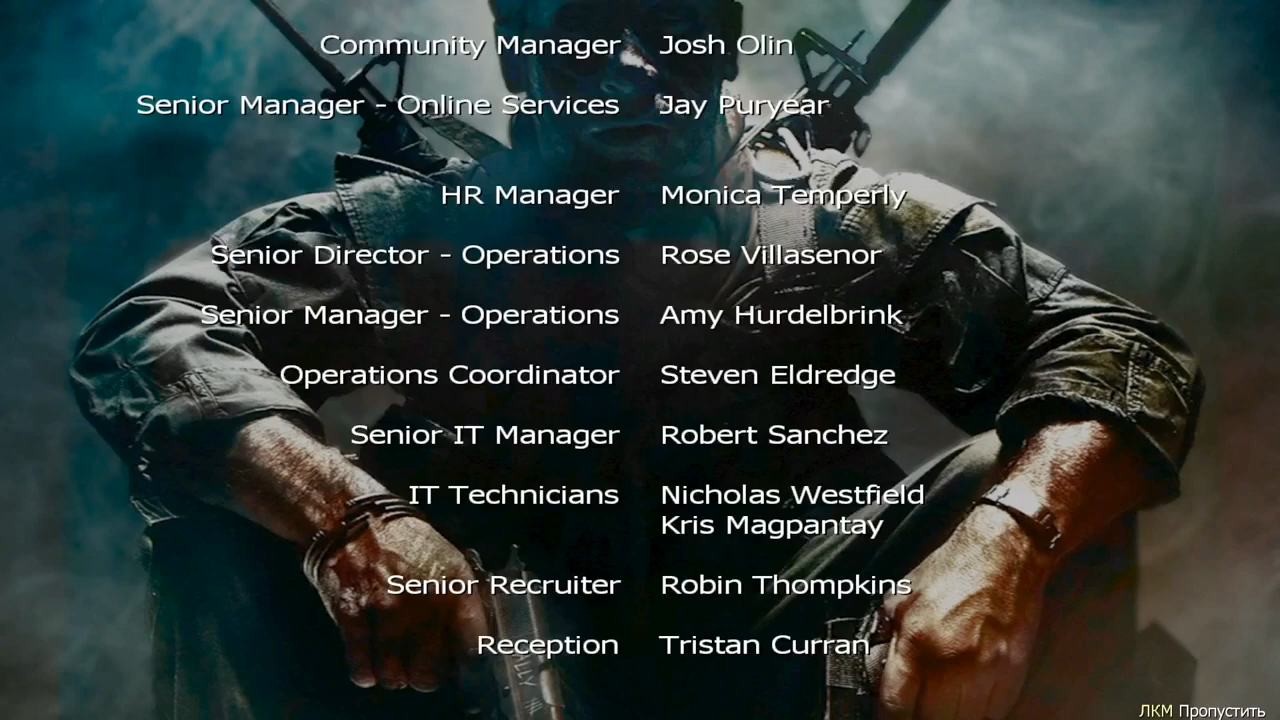 Community Manager Josh Olin
Senior Manager - Online Services Jay Puryear
HR Manager Monica Temperly
Senior Director - Operations Rose Villasenor
Senior Manager - Operations Amy Hurdelbrink
Operations Coordinator Steven Eldredge
Senior IT Manager Robert Sanchez
IT Technicians Nicholas Westfield
Kris Magpantay
Senior Recruiter Robin Thompkins
Reception Tristan Curran
ЛКМ Пропустить